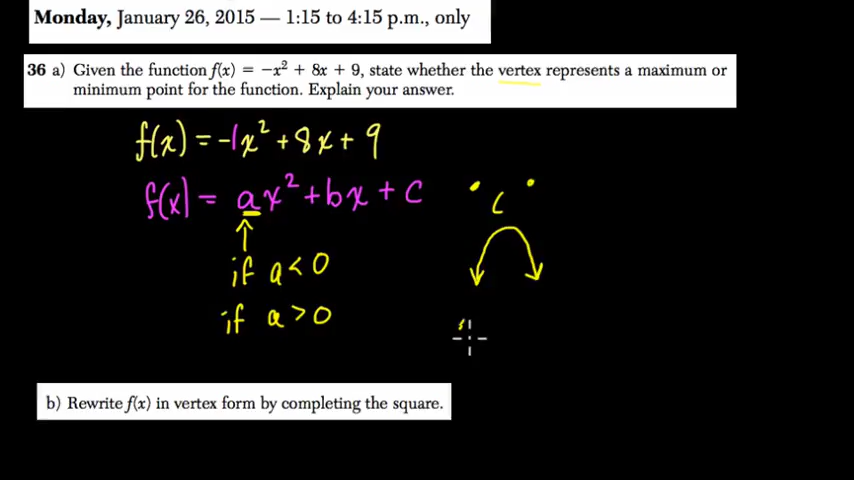 Monday, January 26, 2015 — 1:15 to 4:15 p.m., only
36 a) Given the function f(x) = −x² + 8x + 9, state whether the vertex represents a maximum or
minimum point for the function. Explain your answer.
f(x) = -1x² + 8x + 9
f(x) = ax² + bx + c
if a < 0
if a > 0
b) Rewrite f(x) in vertex form by completing the square.